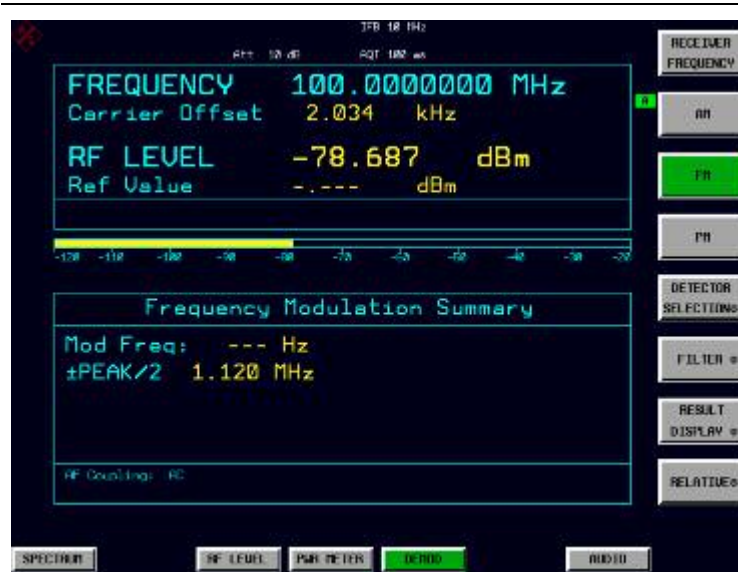 IFB 10 MHz
Att 10 dB AQT 100 ms
FREQUENCY 100.0000000 MHz
Carrier Offset 2.034 kHz
RF LEVEL -78.687 dBm
Ref Value -.--- dBm
-120 -110 -100 -90 -80 -70 -60 -50 -40 -30 -20
Frequency Modulation Summary
Mod Freq: --- Hz
±PEAK/2 1.120 MHz
AF Coupling: AC
RECEIVER
FREQUENCY
A
AM
FM
PM
DETECTOR
SELECTION
FILTER
RESULT
DISPLAY
RELATIVE
SPECTRUM RF LEVEL PWR METER DEMOD AUDIO